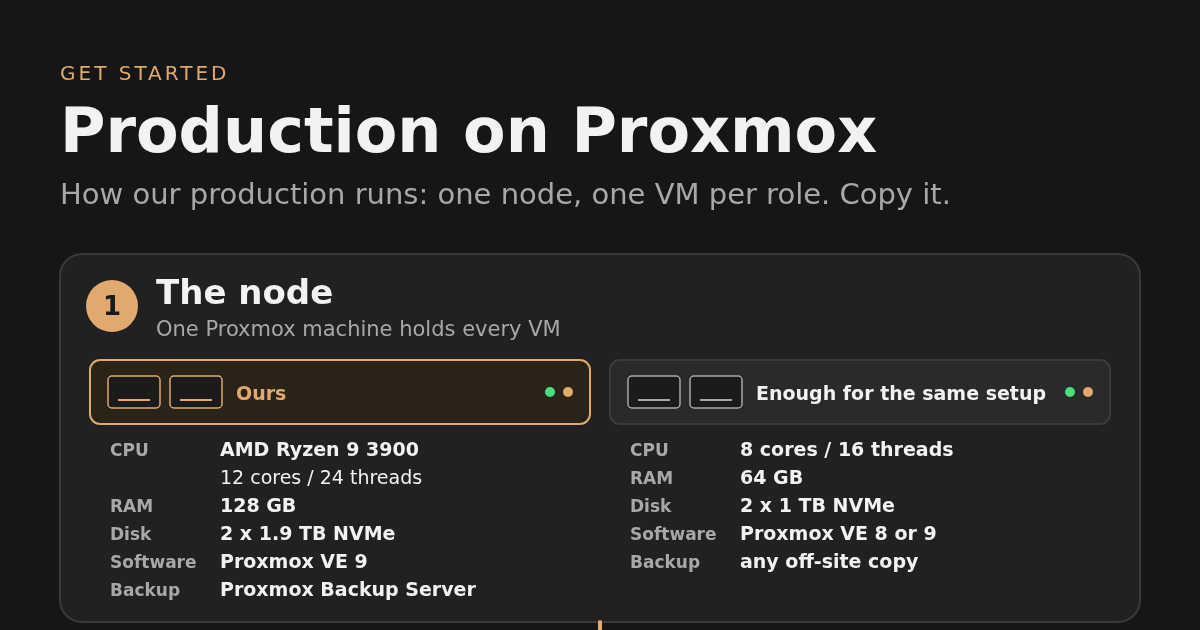 GET STARTED
Production on Proxmox
How our production runs: one node, one VM per role. Copy it.
1
The node
One Proxmox machine holds every VM
Ours
CPU AMD Ryzen 9 3900
12 cores / 24 threads
RAM 128 GB
Disk 2 x 1.9 TB NVMe
Software Proxmox VE 9
Backup Proxmox Backup Server
Enough for the same setup
CPU 8 cores / 16 threads
RAM 64 GB
Disk 2 x 1 TB NVMe
Software Proxmox VE 8 or 9
Backup any off-site copy